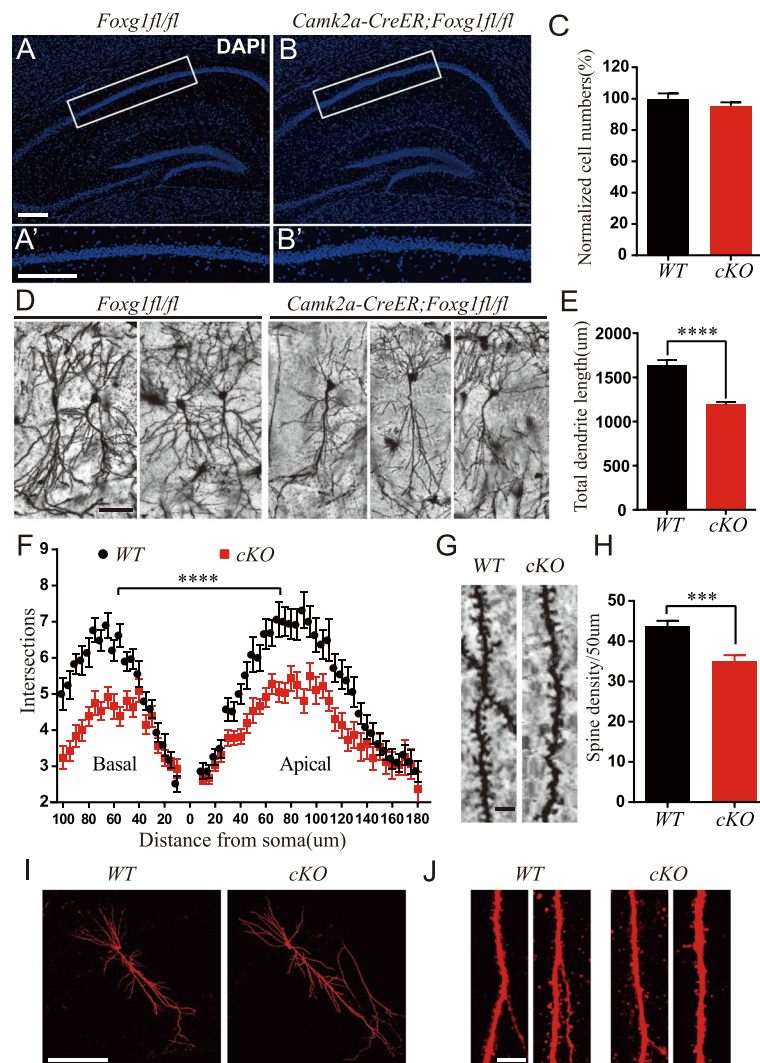 Foxg1fl/fl
Camk2a-CreER;Foxg1fl/fl
A
DAPI
B
A'
B'
C
Normalized cell numbers(%)
140
120
100
80
60
40
20
0
WT
cKO
D
Foxg1fl/fl
Camk2a-CreER;Foxg1fl/fl
E
Total dendrite length(um)
2000
1500
1000
500
0
****
WT
cKO
F
WT
cKO
****
Intersections
9
8
7
6
5
4
3
2
Basal
Apical
100 80 60 40 20 0 20 40 60 80 100 120 140 160 180
Distance from soma(um)
G
WT
cKO
H
Spine density/50um
50
40
30
20
10
0
***
WT
cKO
I
WT
cKO
J
WT
cKO